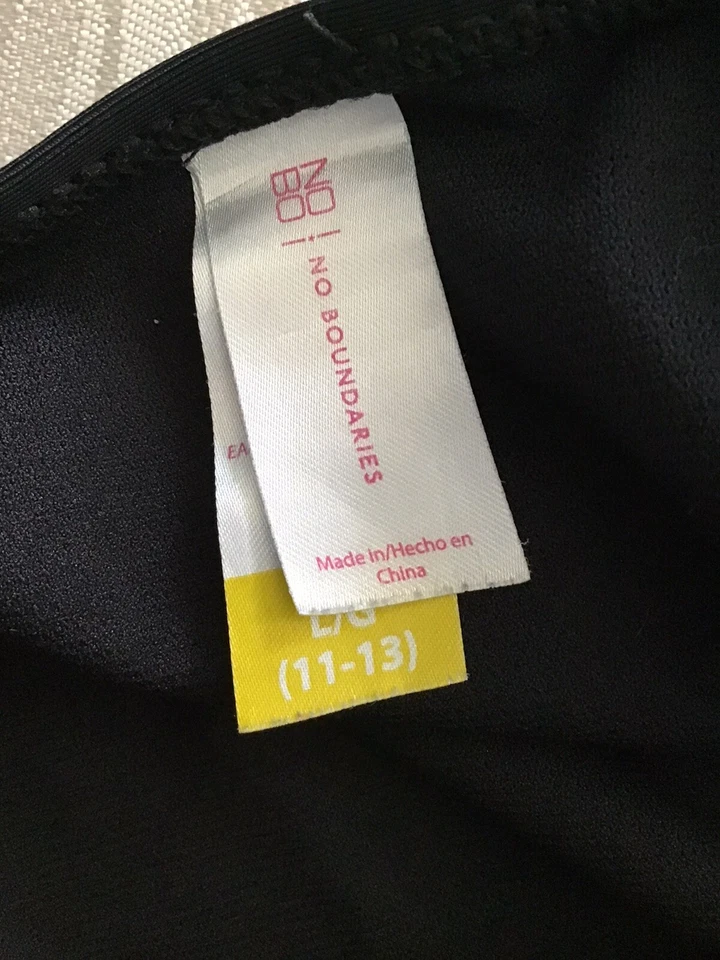 NO
BO
NO BOUNDARIES
Made in/Hecho en
China
L/G
(11-13)